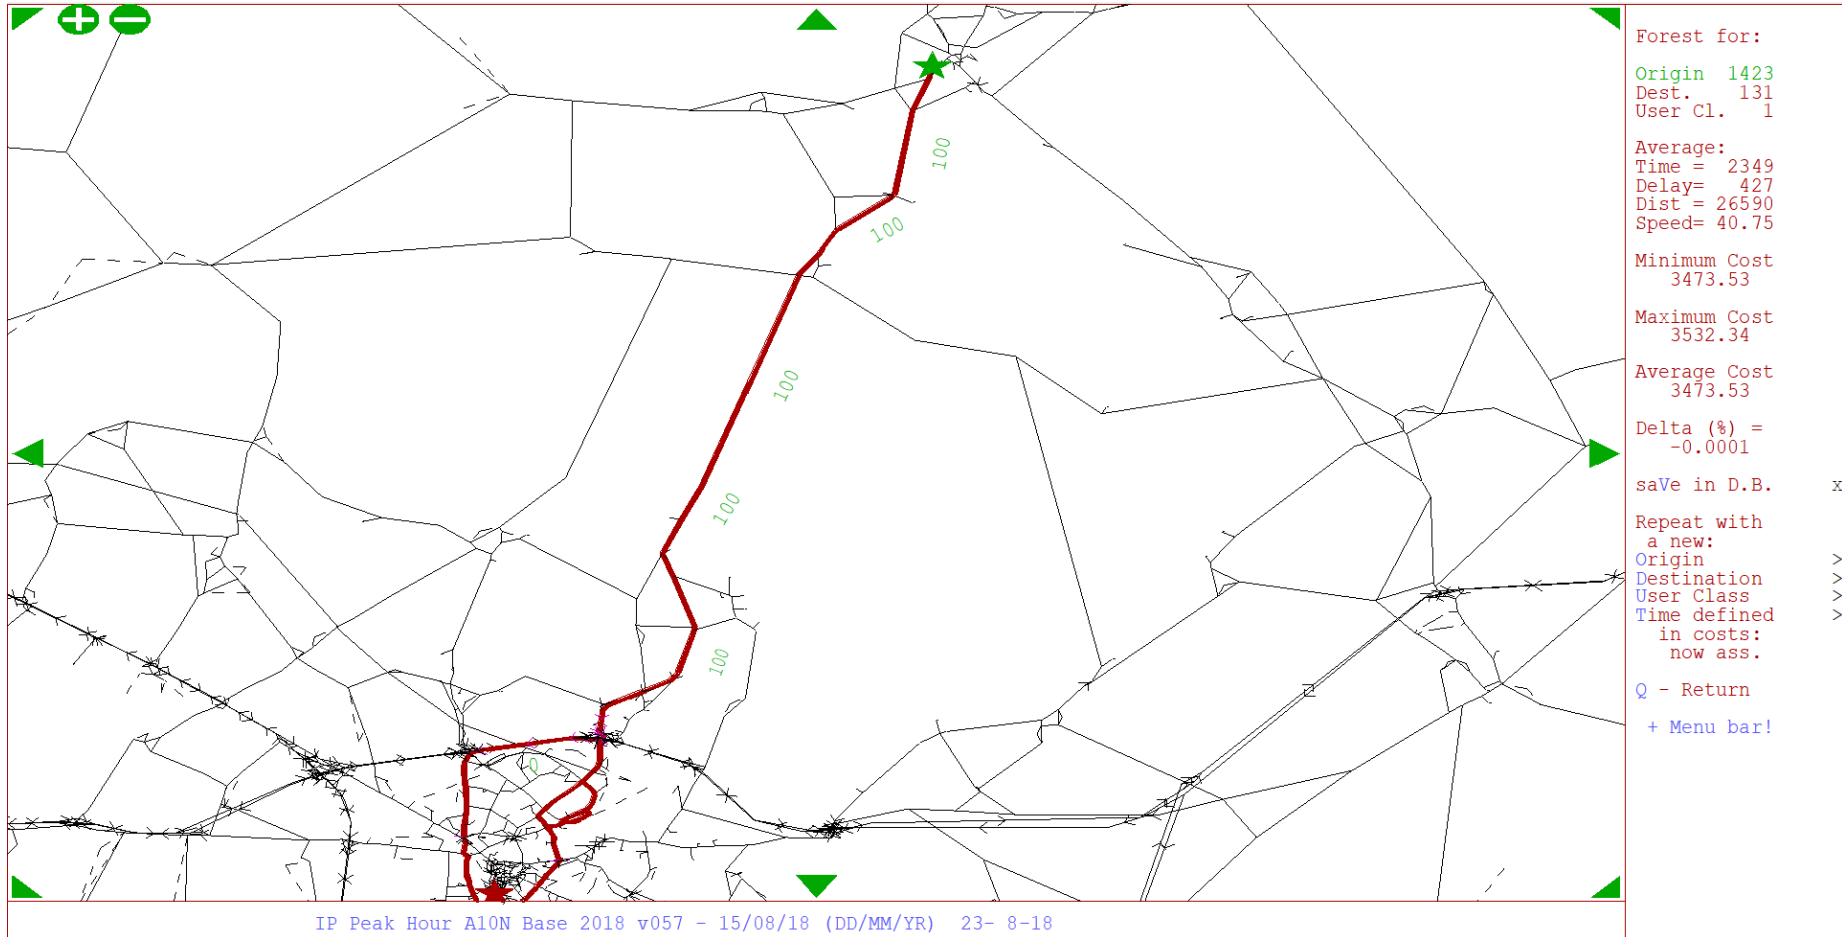 Forest for:
Origin 1423
Dest. 131
User Cl. 1
Average:
Time = 2349
Delay= 427
Dist = 26590
Speed= 40.75
Minimum Cost
3473.53
Maximum Cost
3532.34
Average Cost
3473.53
Delta (%) =
-0.0001
saVe in D.B. x
Repeat with
a new:
Origin >
Destination >
User Class >
Time defined >
in costs:
now ass.
Q - Return
+ Menu bar!
100
100
100
100
100
0
IP Peak Hour A10N Base 2018 v057 - 15/08/18 (DD/MM/YR) 23- 8-18